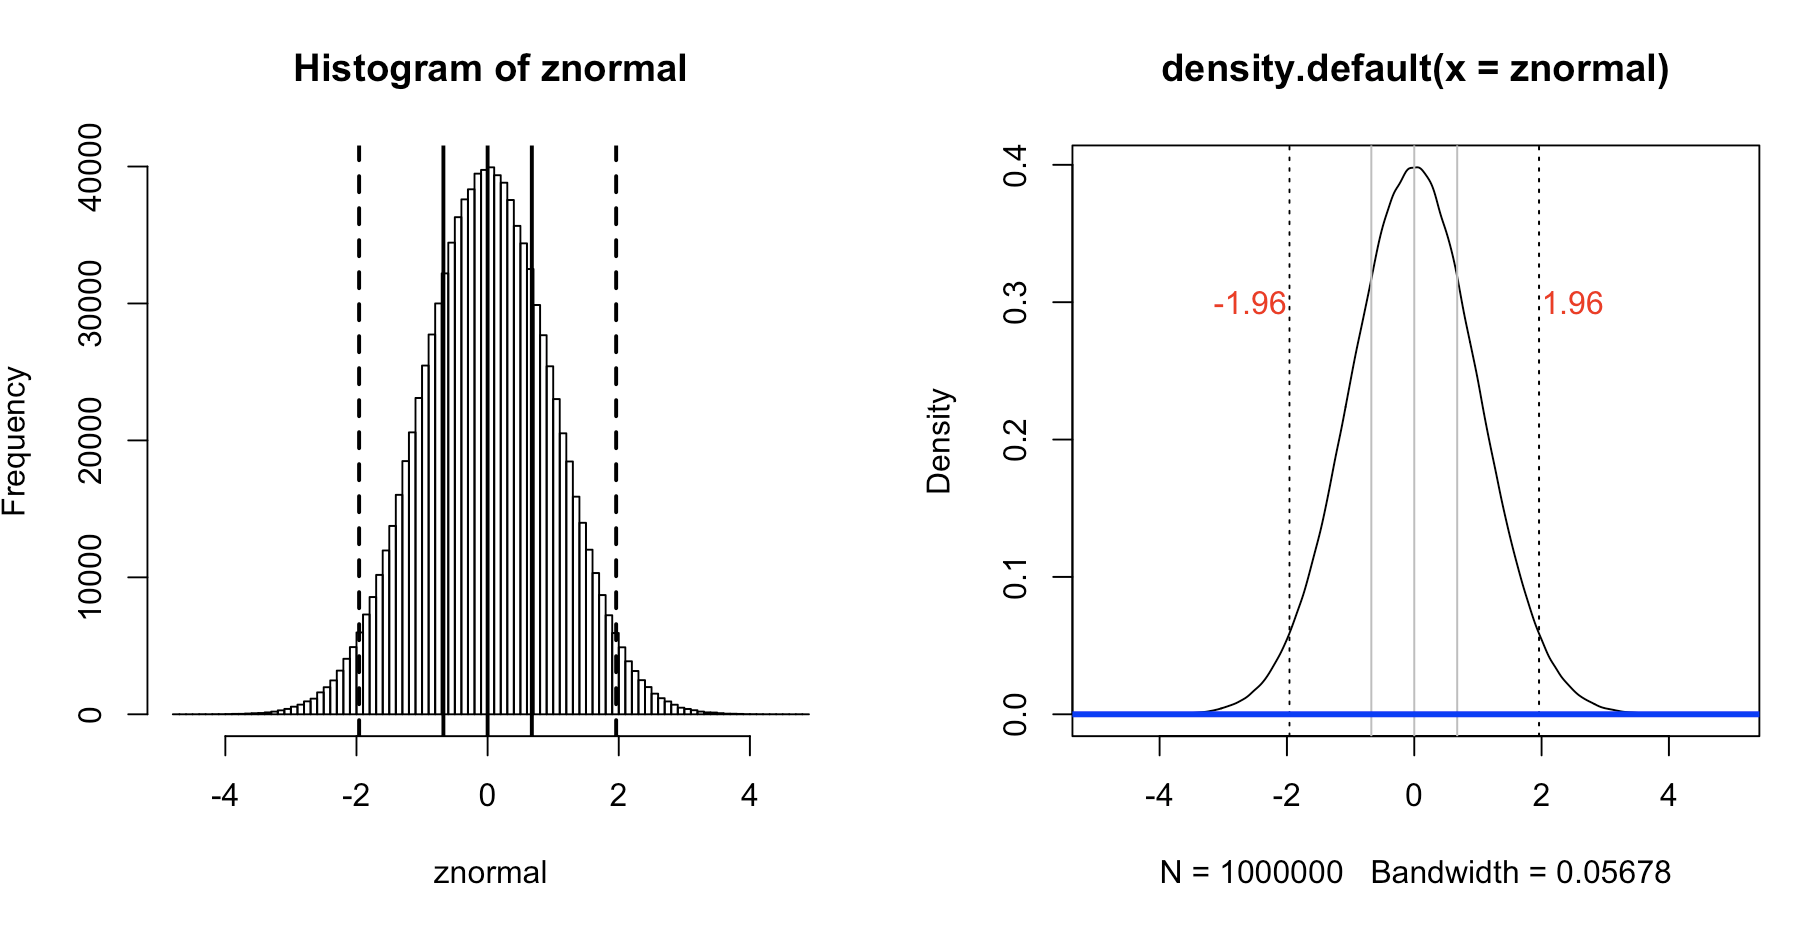 Histogram of znormal
Frequency
40000
30000
20000
10000
0
-4 -2 0 2 4
znormal
density.default(x = znormal)
Density
0.4
0.3
0.2
0.1
0.0
-1.96 1.96
-4 -2 0 2 4
N = 1000000 Bandwidth = 0.05678